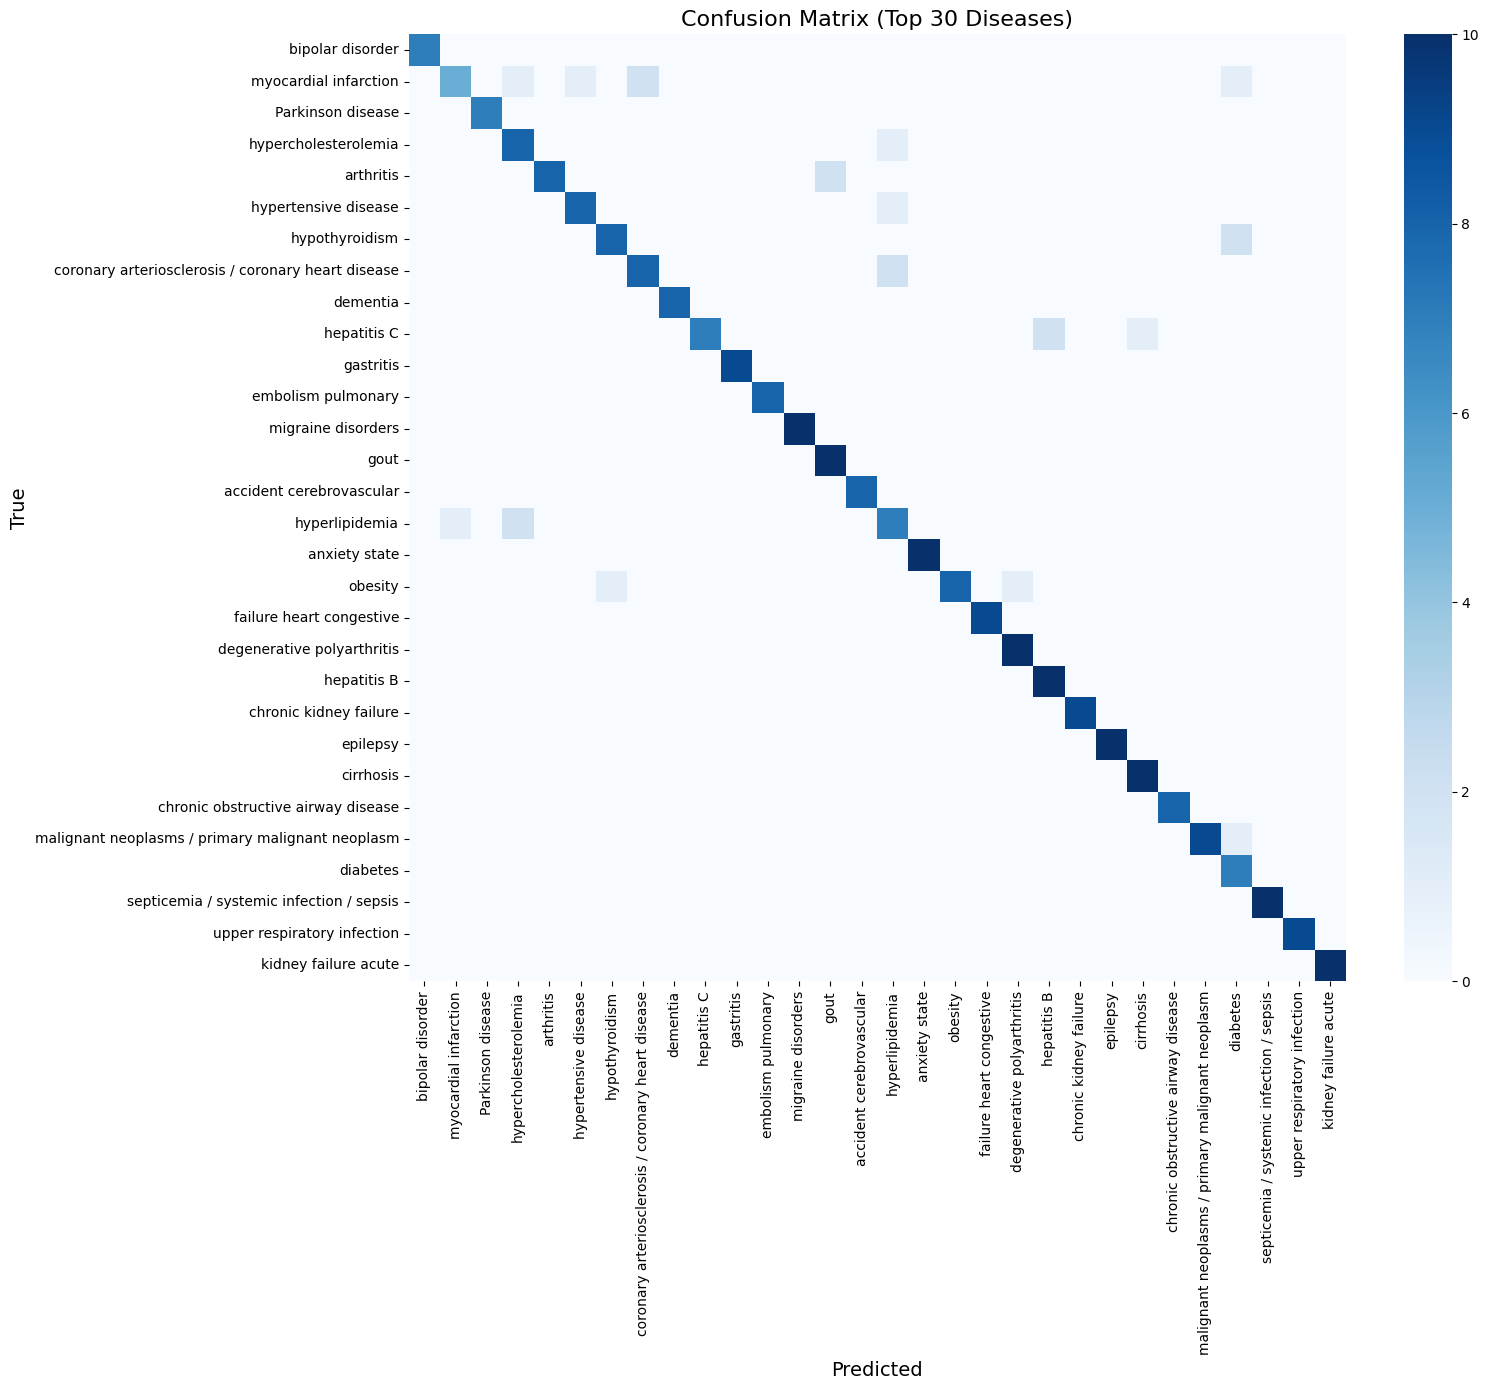 Confusion Matrix (Top 30 Diseases)
True
bipolar disorder
myocardial infarction
Parkinson disease
hypercholesterolemia
arthritis
hypertensive disease
hypothyroidism
coronary arteriosclerosis / coronary heart disease
dementia
hepatitis C
gastritis
embolism pulmonary
migraine disorders
gout
accident cerebrovascular
hyperlipidemia
anxiety state
obesity
failure heart congestive
degenerative polyarthritis
hepatitis B
chronic kidney failure
epilepsy
cirrhosis
chronic obstructive airway disease
malignant neoplasms / primary malignant neoplasm
diabetes
septicemia / systemic infection / sepsis
upper respiratory infection
kidney failure acute
bipolar disorder
myocardial infarction
Parkinson disease
hypercholesterolemia
arthritis
hypertensive disease
hypothyroidism
coronary arteriosclerosis / coronary heart disease
dementia
hepatitis C
gastritis
embolism pulmonary
migraine disorders
gout
accident cerebrovascular
hyperlipidemia
anxiety state
obesity
failure heart congestive
degenerative polyarthritis
hepatitis B
chronic kidney failure
epilepsy
cirrhosis
chronic obstructive airway disease
malignant neoplasms / primary malignant neoplasm
diabetes
septicemia / systemic infection / sepsis
upper respiratory infection
kidney failure acute
Predicted
10
8
6
4
2
0